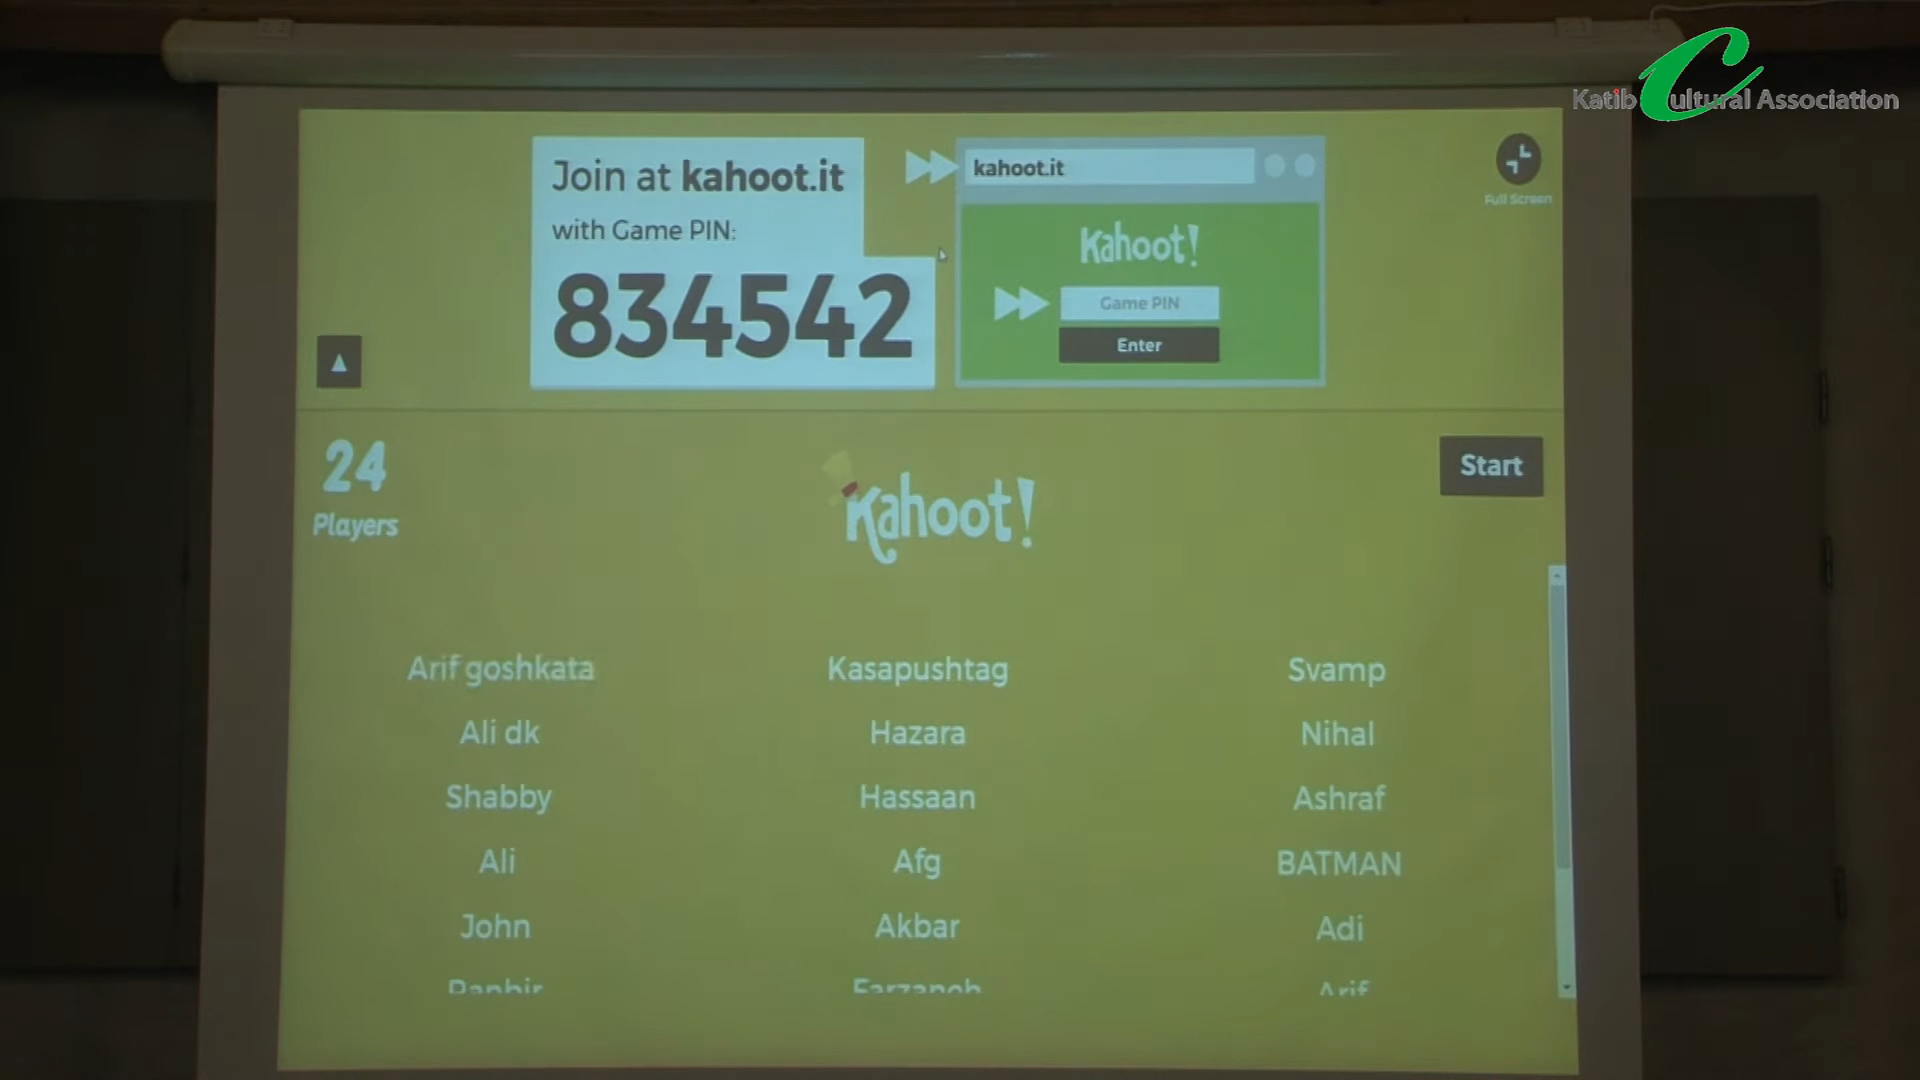 Katib Cultural Association
Join at kahoot.it
with Game PIN:
834542
kahoot.it
Kahoot!
Game PIN
Enter
Full Screen
24
Players
Kahoot!
Start
Arif goshkata
Kasapushtag
Svamp
Ali dk
Hazara
Nihal
Shabby
Hassaan
Ashraf
Ali
Afg
BATMAN
John
Akbar
Adi
Arif